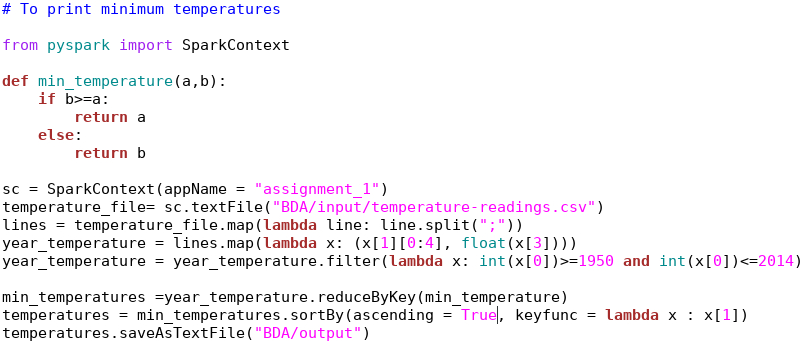 # To print minimum temperatures

from pyspark import SparkContext

def min_temperature(a,b):
    if b>=a:
        return a
    else:
        return b

sc = SparkContext(appName = "assignment_1")
temperature_file= sc.textFile("BDA/input/temperature-readings.csv")
lines = temperature_file.map(lambda line: line.split(";"))
year_temperature = lines.map(lambda x: (x[1][0:4], float(x[3])))
year_temperature = year_temperature.filter(lambda x: int(x[0])>=1950 and int(x[0])<=2014)

min_temperatures =year_temperature.reduceByKey(min_temperature)
temperatures = min_temperatures.sortBy(ascending = True, keyfunc = lambda x : x[1])
temperatures.saveAsTextFile("BDA/output")